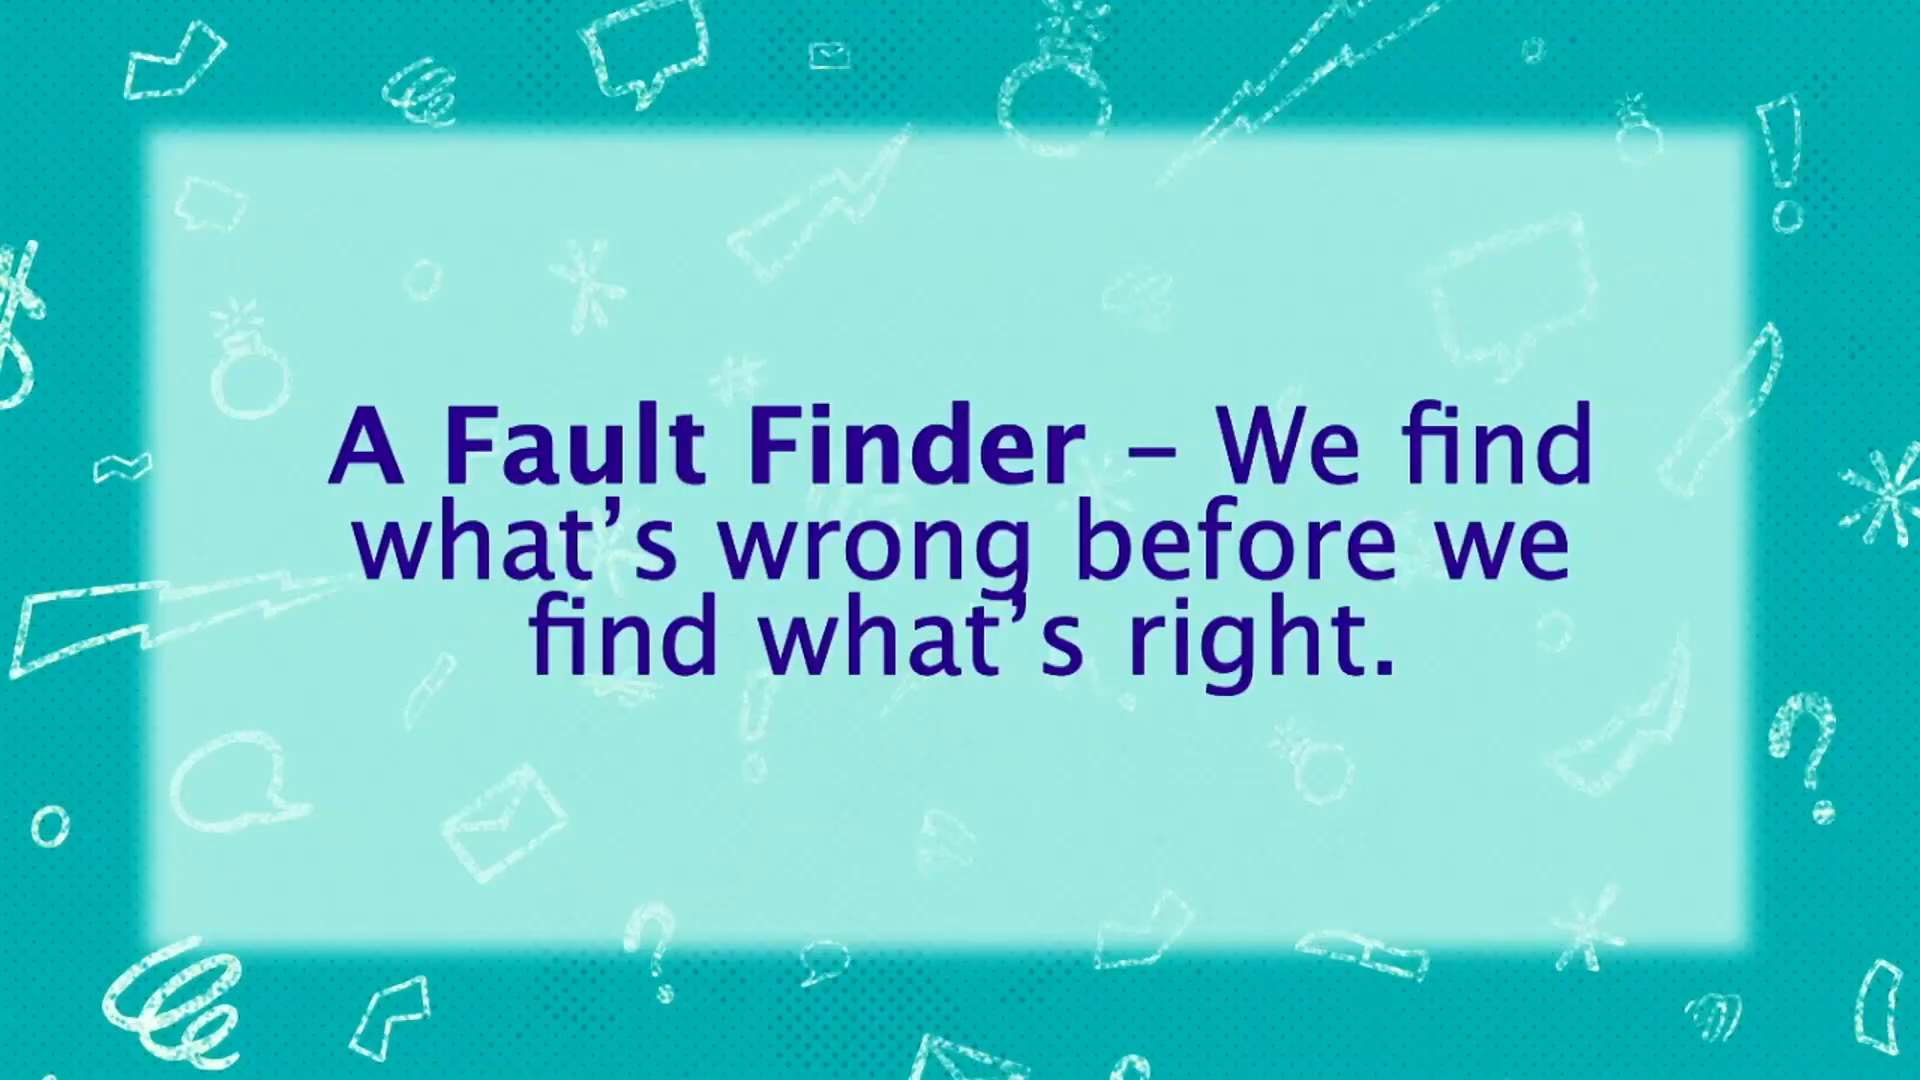 A Fault Finder – We find
what’s wrong before we
find what’s right.